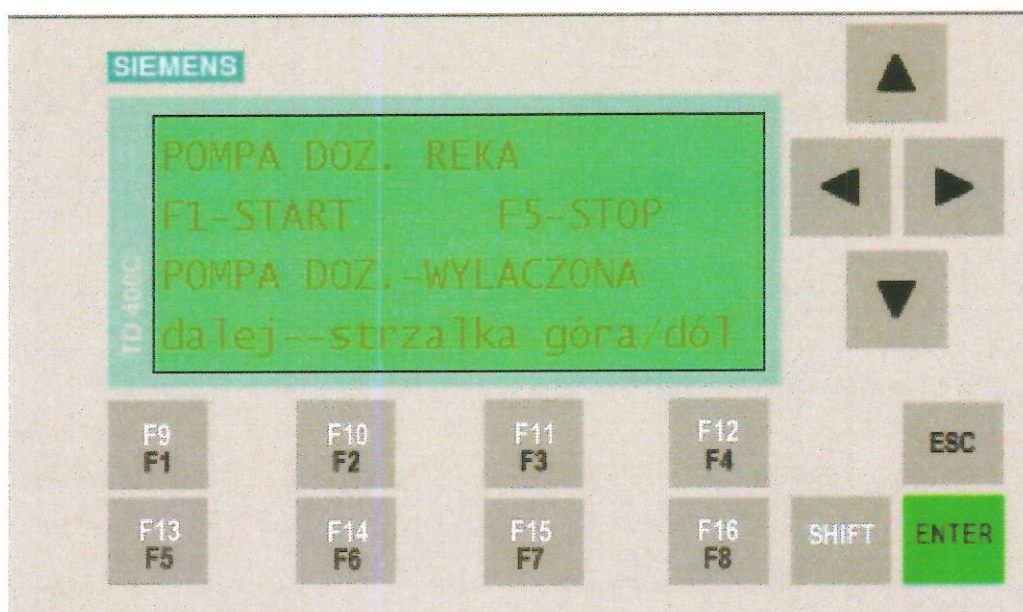 SIEMENS
POMPA DOZ. REKA
F1-START F5-STOP
POMPA DOZ.-WYLACZONA
dalej--strzalka góra/dól
TD 400C
F9 F10 F11 F12
F1 F2 F3 F4 ESC
F13 F14 F15 F16
F5 F6 F7 F8 SHIFT ENTER